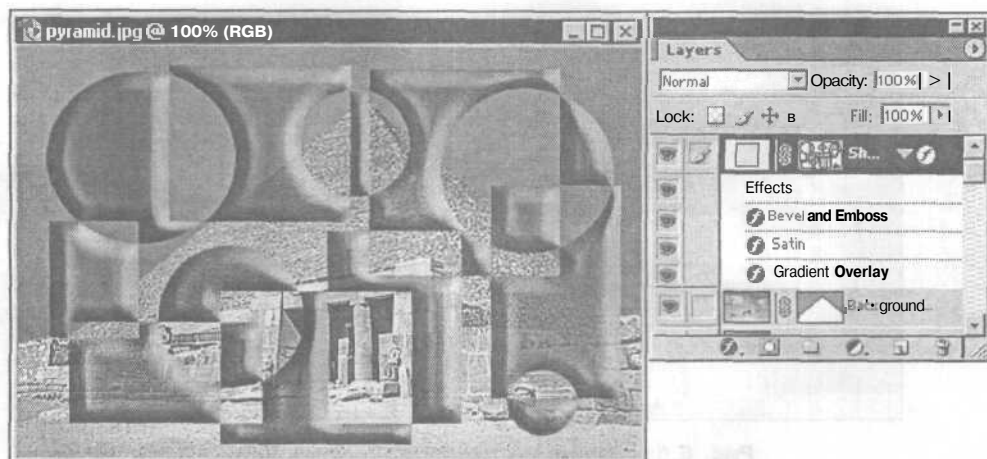 pyramid.jpg @ 100% (RGB)
Layers
Normal Opacity: 100% >
Lock: B Fill: 100%
Sh...
Effects
Bevel and Emboss
Satin
Gradient Overlay
ground